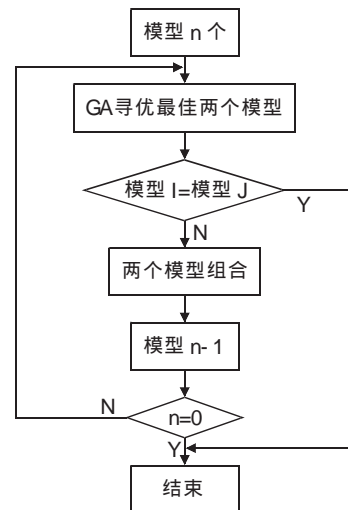 模型 n 个
GA寻优最佳两个模型
模型 I=模型 J
Y
N
两个模型组合
模型 n- 1
N
n=0
Y
结束